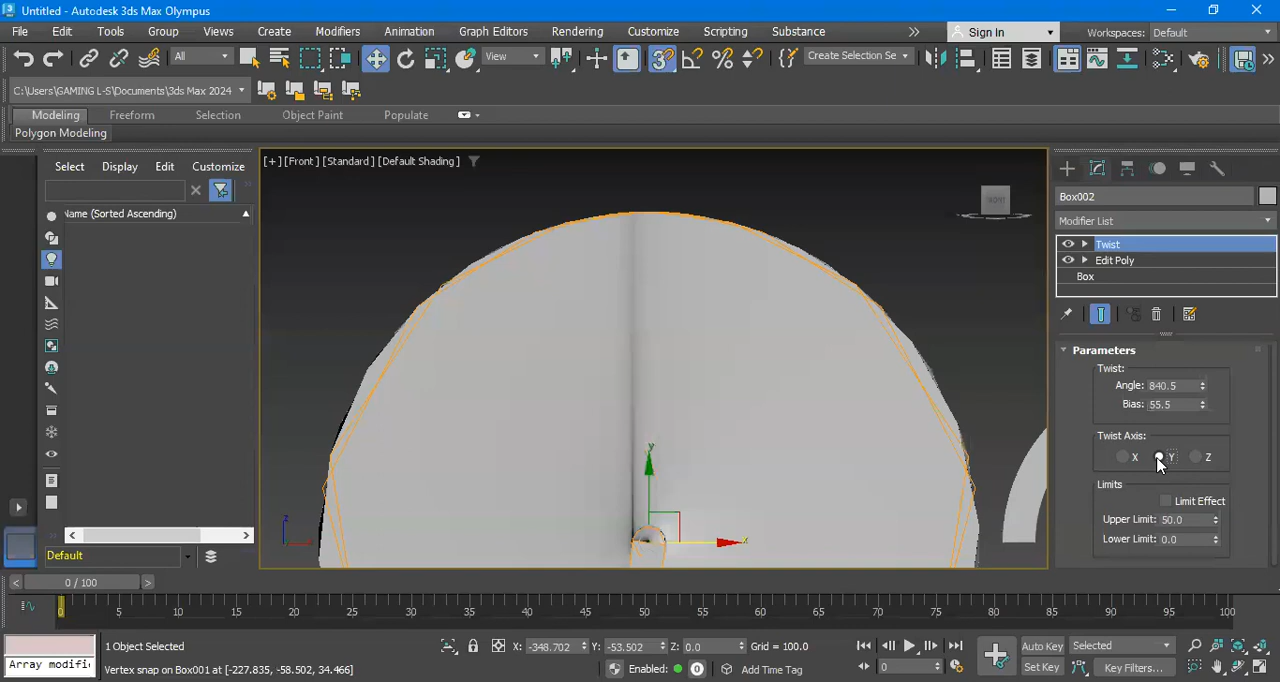 Untitled - Autodesk 3ds Max Olympus
File Edit Tools Group Views Create Modifiers Animation Graph Editors Rendering Customize Scripting Substance Sign In Workspaces: Default
All View Create Selection Se
C:\Users\GAMING L-S\Documents\3ds Max 2024
Modeling Freeform Selection Object Paint Populate
Polygon Modeling
Select Display Edit Customize
[+] [Front] [Standard] [Default Shading]
Name (Sorted Ascending)
Box002
Modifier List
Twist
Edit Poly
Box
Parameters
Twist:
Angle: 840.5
Bias: 55.5
Twist Axis:
X Y Z
Limits
Limit Effect
Upper Limit: 50.0
Lower Limit: 0.0
y
x
z
Default
0 / 100
0 5 10 15 20 25 30 35 40 45 50 55 60 65 70 75 80 85 90 95 100
1 Object Selected X: -348.702 Y: -53.502 Z: 0.0 Grid = 100.0 Auto Key Selected
Array modifi Vertex snap on Box001 at [-227.835, -58.502, 34.466] Enabled: 0 Add Time Tag 0 Set Key Key Filters...